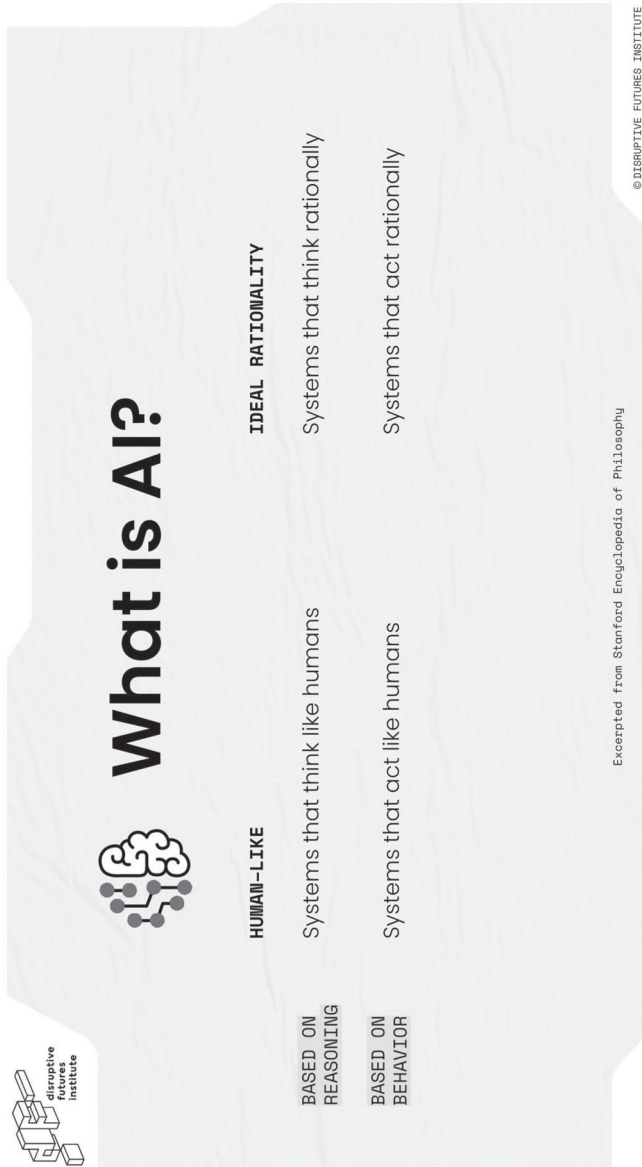 disruptive
futures
institute
What is AI?
HUMAN-LIKE
IDEAL RATIONALITY
BASED ON
REASONING
Systems that think like humans
Systems that think rationally
BASED ON
BEHAVIOR
Systems that act like humans
Systems that act rationally
Excerpted from Stanford Encyclopedia of Philosophy
© DISRUPTIVE FUTURES INSTITUTE